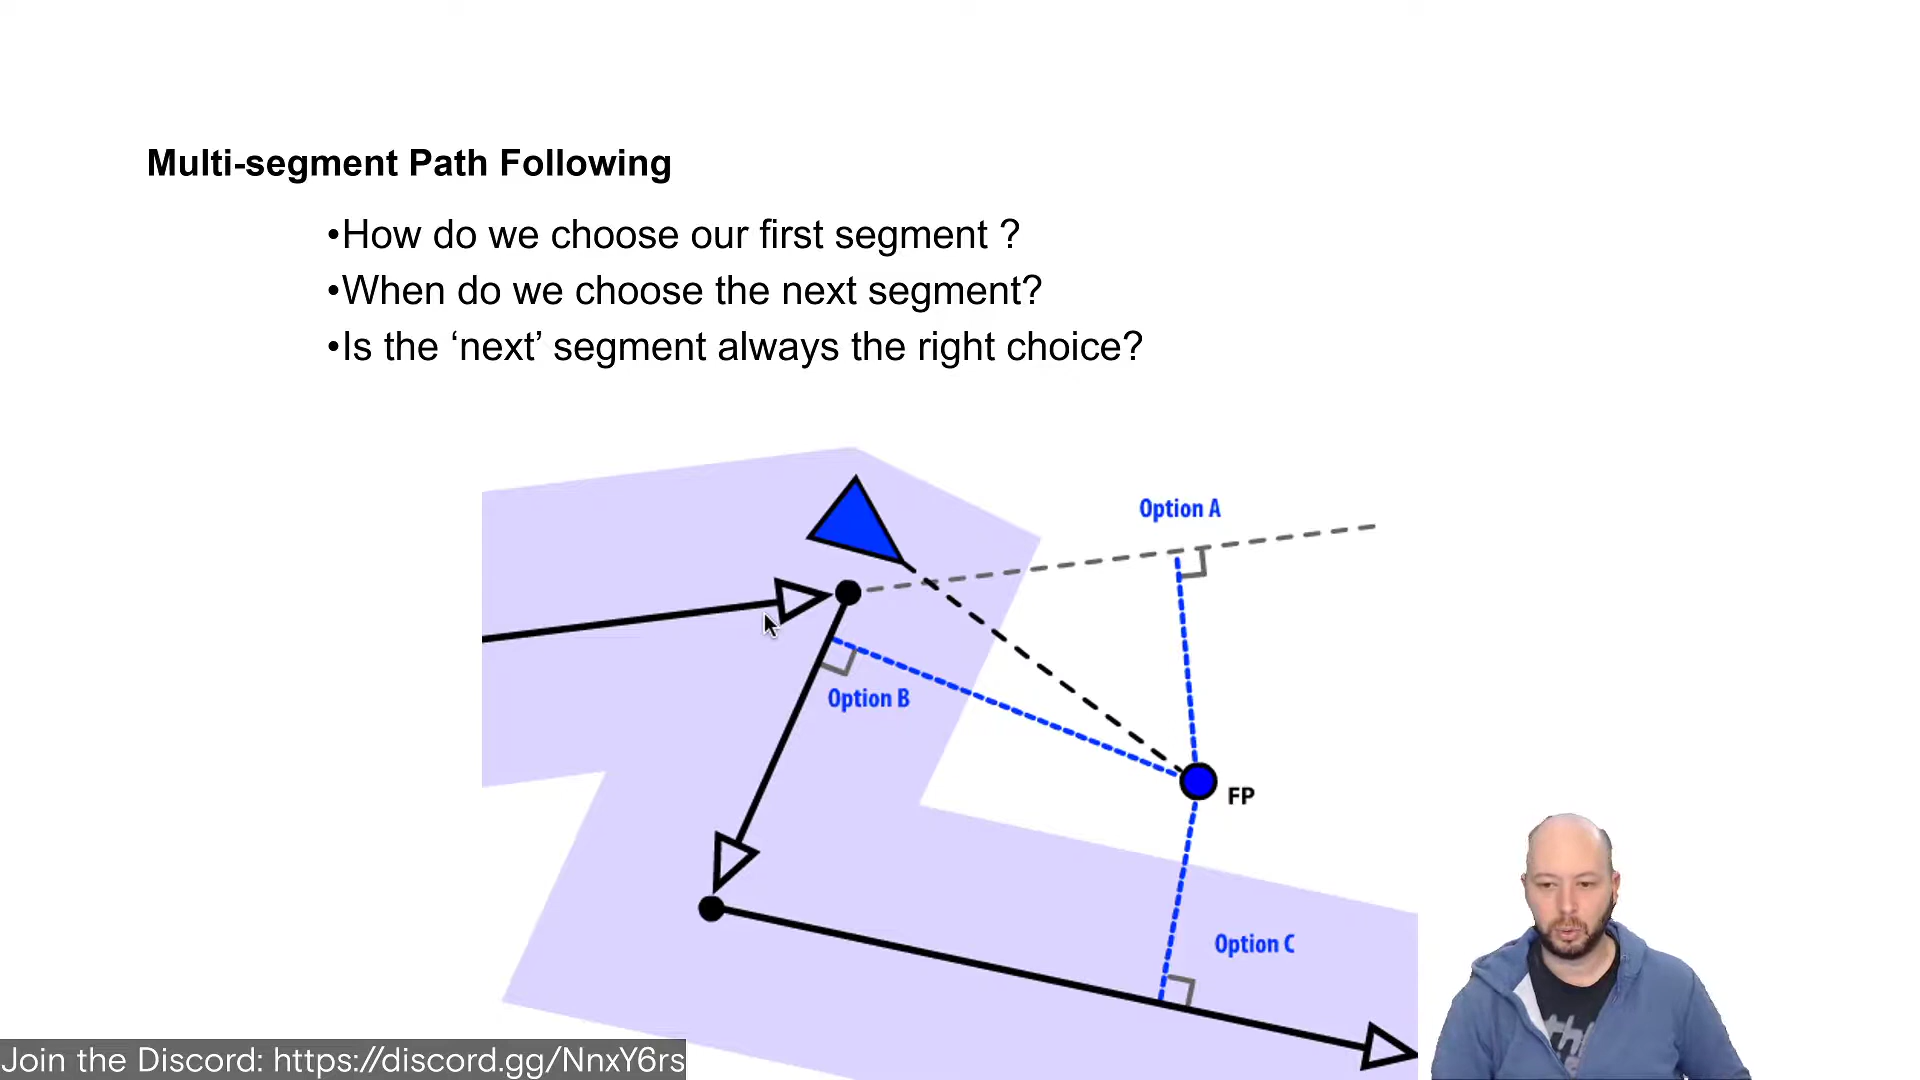 Multi-segment Path Following
•How do we choose our first segment ?
•When do we choose the next segment?
•Is the ‘next’ segment always the right choice?
Option A
Option B
FP
Option C
Join the Discord: https://discord.gg/NnxY6rs